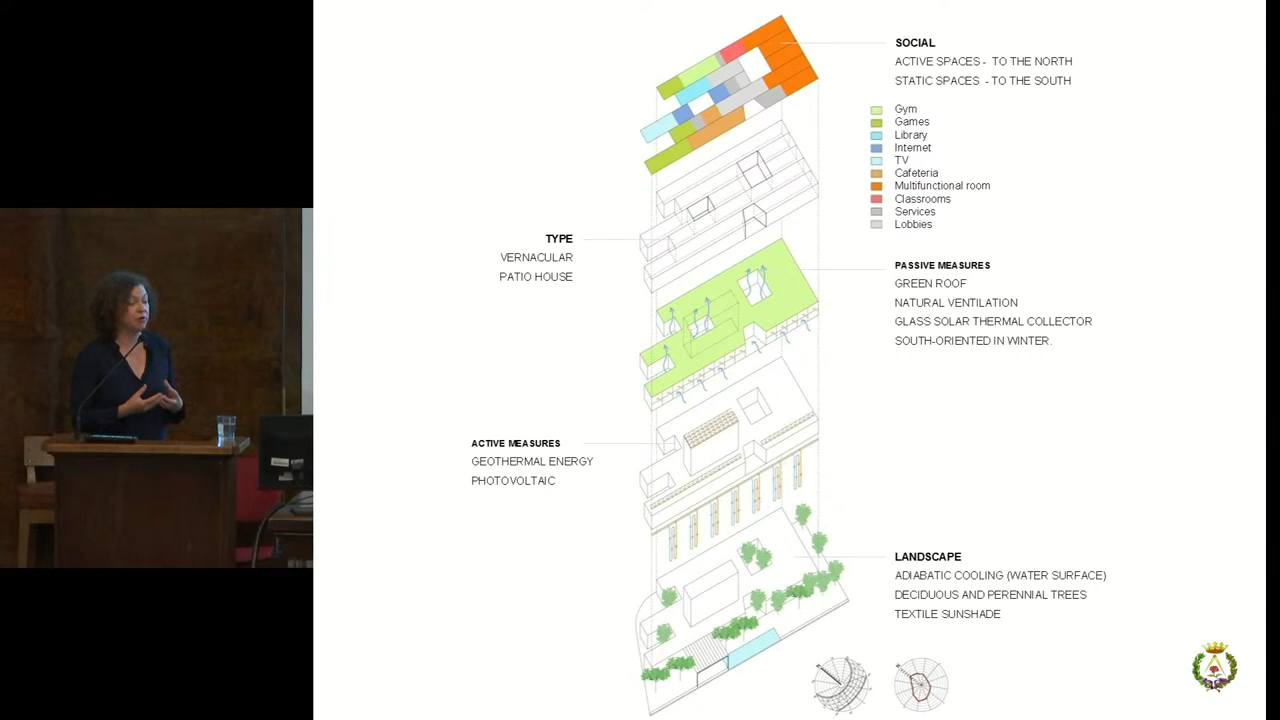 SOCIAL
ACTIVE SPACES - TO THE NORTH
STATIC SPACES - TO THE SOUTH
Gym
Games
Library
Internet
TV
Cafeteria
Multifunctional room
Classrooms
Services
Lobbies
TYPE
VERNACULAR
PATIO HOUSE
PASSIVE MEASURES
GREEN ROOF
NATURAL VENTILATION
GLASS SOLAR THERMAL COLLECTOR
SOUTH-ORIENTED IN WINTER.
ACTIVE MEASURES
GEOTHERMAL ENERGY
PHOTOVOLTAIC
LANDSCAPE
ADIABATIC COOLING (WATER SURFACE)
DECIDUOUS AND PERENNIAL TREES
TEXTILE SUNSHADE